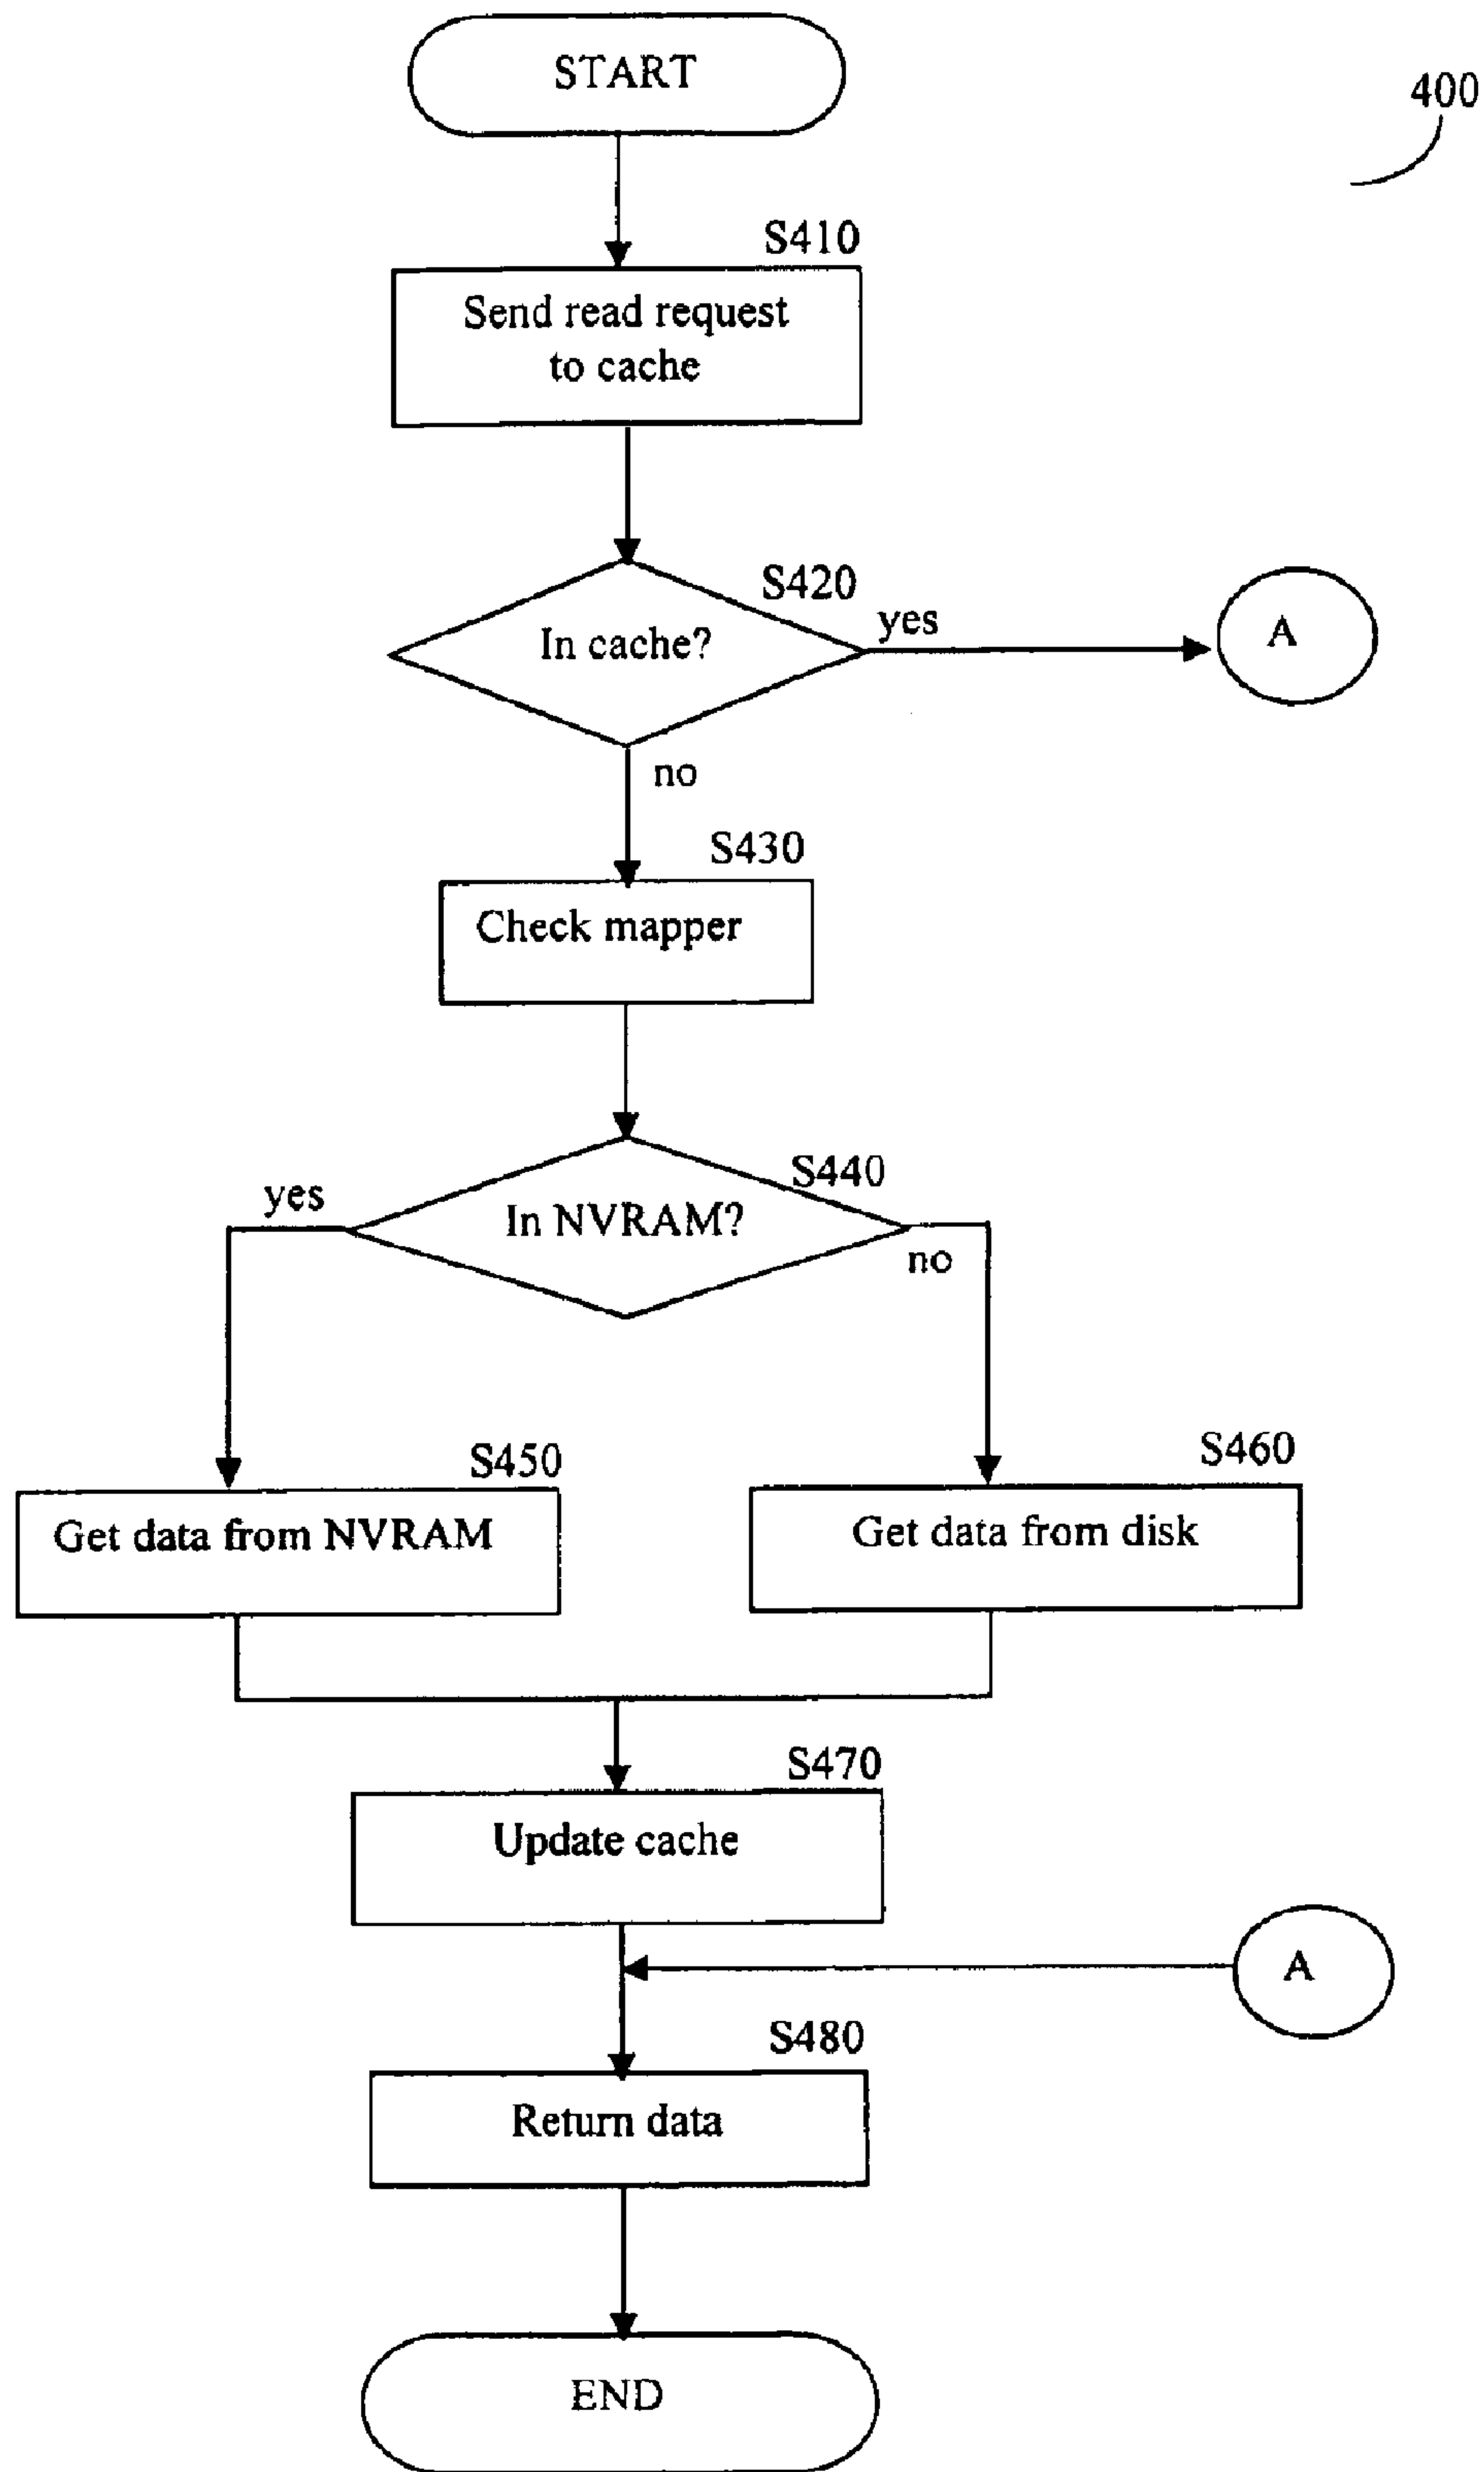 START
400
S410
Send read request
to cache
S420
In cache?
yes
A
no
S430
Check mapper
S440
yes
In NVRAM?
no
S450
S460
Get data from NVRAM
Get data from disk
S470
Update cache
A
S480
Return data
END